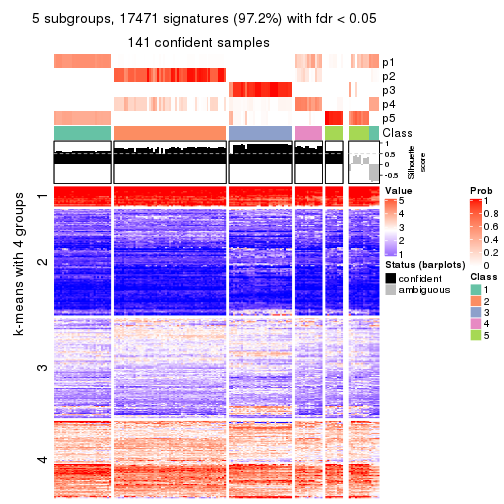 5 subgroups, 17471 signatures (97.2%) with fdr < 0.05
141 confident samples
p1
p2
p3
p4
p5
Class
1
0.5
0
-0.5
Silhouette
score
k-means with 4 groups
1
2
3
4
Value
5
4
3
2
1
Status (barplots)
confident
ambiguous
Prob
1
0.8
0.6
0.4
0.2
0
Class
1
2
3
4
5